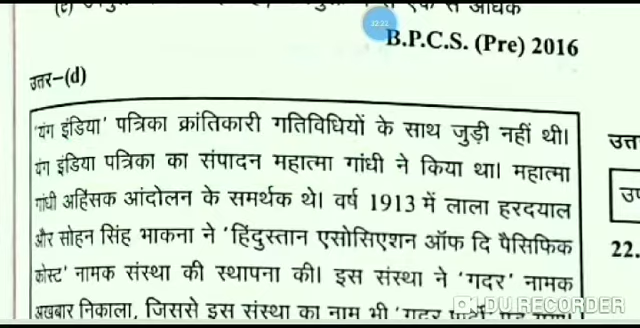 B.P.C.S. (Pre) 2016
उत्तर–(d)
'यंग इंडिया' पत्रिका क्रांतिकारी गतिविधियों के साथ जुड़ी नहीं थी।
यंग इंडिया पत्रिका का संपादन महात्मा गांधी ने किया था। महात्मा
गांधी अहिंसक आंदोलन के समर्थक थे। वर्ष 1913 में लाला हरदयाल
और सोहन सिंह भाकना ने 'हिंदुस्तान एसोसिएशन ऑफ दि पैसिफिक
कोस्ट' नामक संस्था की स्थापना की। इस संस्था ने 'गदर' नामक
अखबार निकाला, जिससे इस संस्था का नाम भी
22.
DU RECORDER